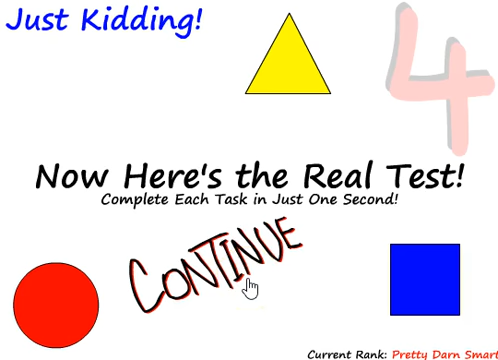 Just Kidding!
4
Now Here's the Real Test!
Complete Each Task in Just One Second!
CONTINUE
Current Rank: Pretty Darn Smart